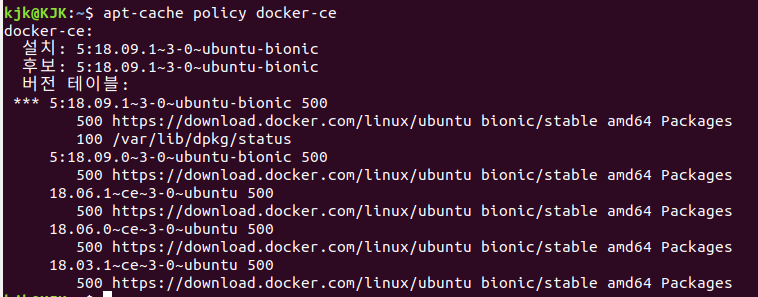 kjk@KJK:~$ apt-cache policy docker-ce
docker-ce:
  설치: 5:18.09.1~3-0~ubuntu-bionic
  후보: 5:18.09.1~3-0~ubuntu-bionic
  버전 테이블:
 *** 5:18.09.1~3-0~ubuntu-bionic 500
        500 https://download.docker.com/linux/ubuntu bionic/stable amd64 Packages
        100 /var/lib/dpkg/status
     5:18.09.0~3-0~ubuntu-bionic 500
        500 https://download.docker.com/linux/ubuntu bionic/stable amd64 Packages
     18.06.1~ce~3-0~ubuntu 500
        500 https://download.docker.com/linux/ubuntu bionic/stable amd64 Packages
     18.06.0~ce~3-0~ubuntu 500
        500 https://download.docker.com/linux/ubuntu bionic/stable amd64 Packages
     18.03.1~ce~3-0~ubuntu 500
        500 https://download.docker.com/linux/ubuntu bionic/stable amd64 Packages
kjk@KJK:~$